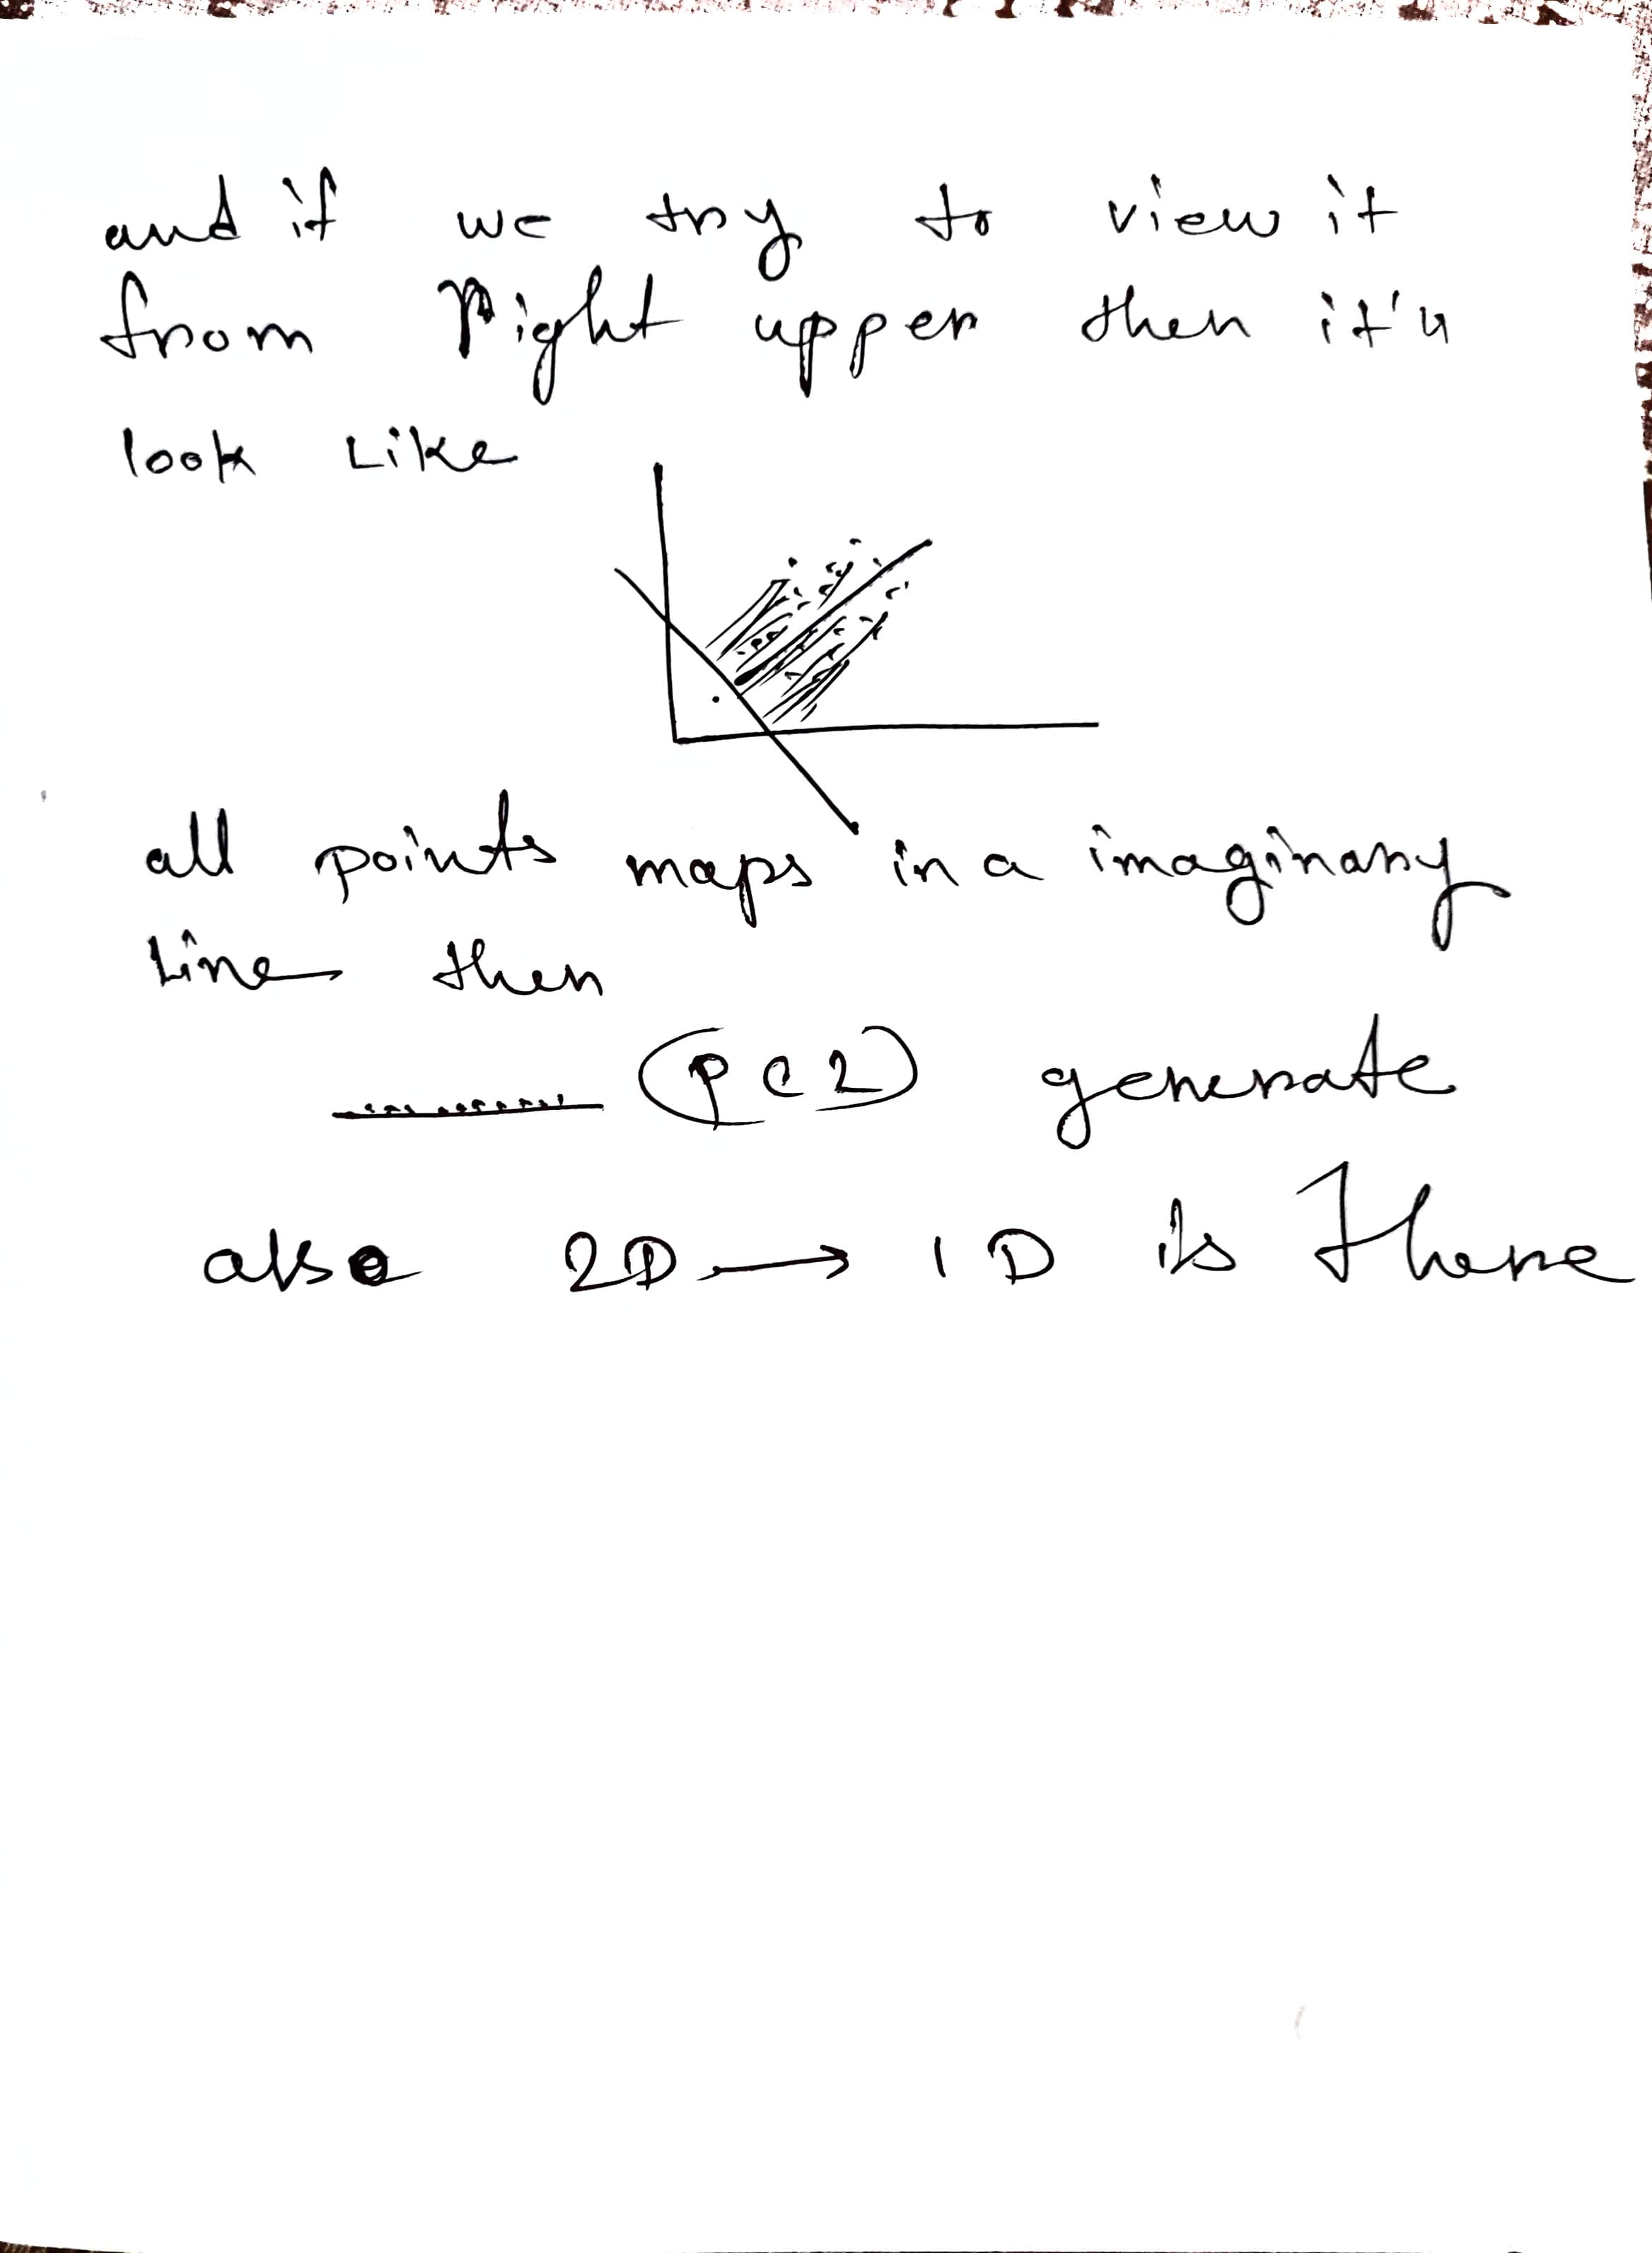 and if we try to view it
from Right upper then it'll
look like
all points maps in a imaginary
Line then
(PC2) generate
also 2D → 1D is there